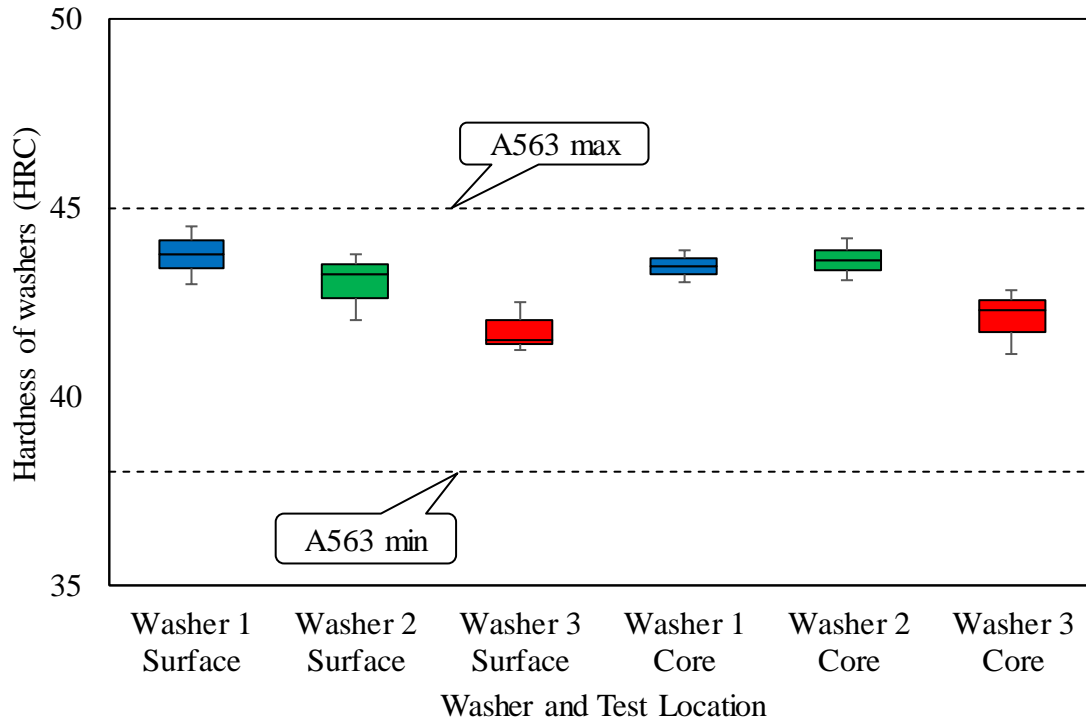 50
A563 max
45
Hardness of washers (HRC)
40
A563 min
35
Washer 1
Surface
Washer 2
Surface
Washer 3
Surface
Washer 1
Core
Washer 2
Core
Washer 3
Core
Washer and Test Location